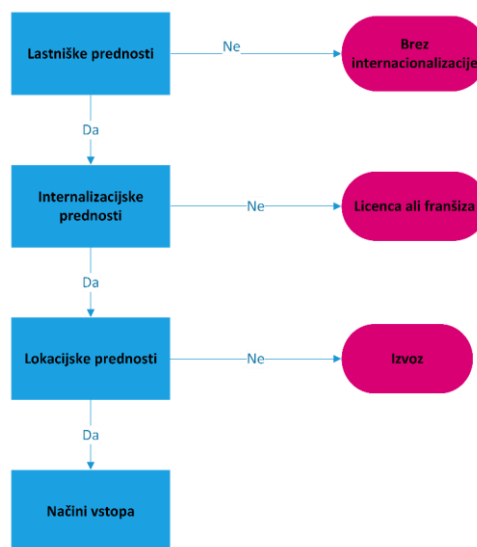 Lastniške prednosti
Ne
Brez
internacionalizacije
Da
Internalizacijske
prednosti
Ne
Licenca ali franšiza
Da
Lokacijske prednosti
Ne
Izvoz
Da
Načini vstopa